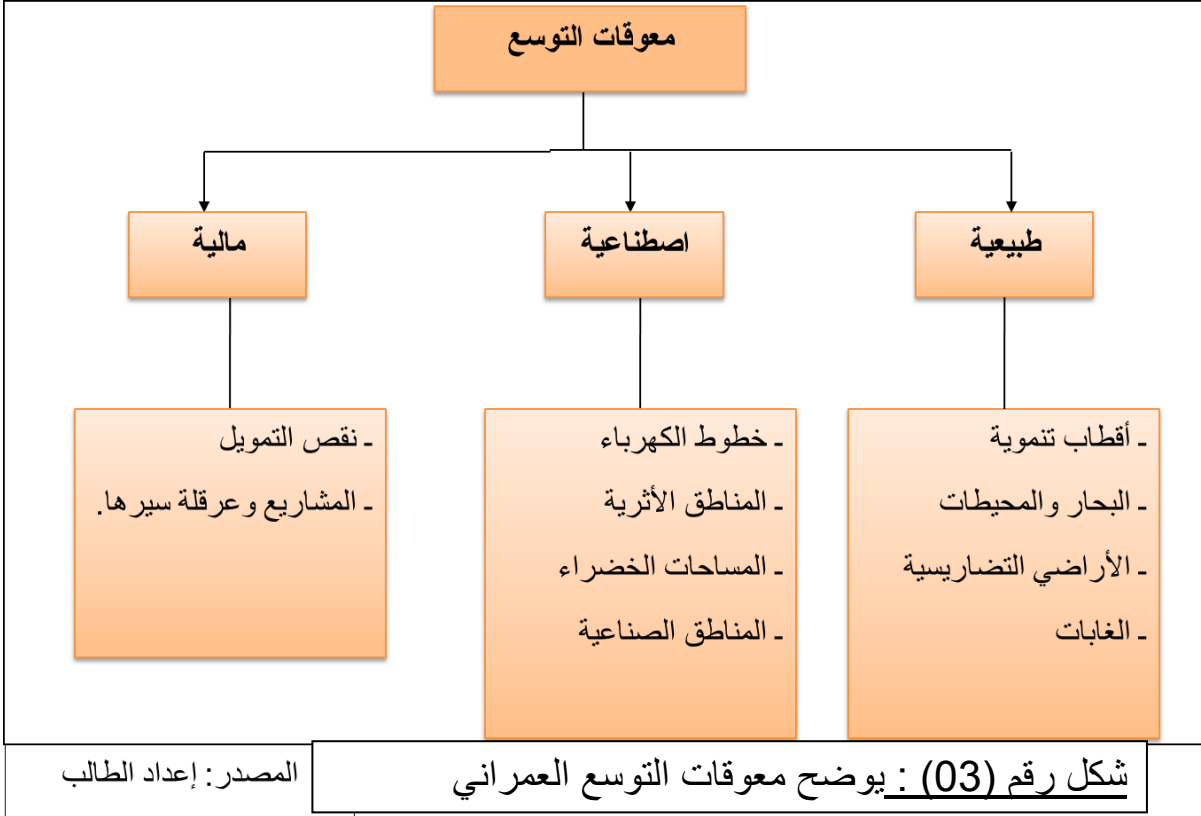 معوقات التوسع
طبيعية
اصطناعية
مالية
ـ أقطاب تنموية
ـ البحار والمحيطات
ـ الأراضي التضاريسية
ـ الغابات
ـ خطوط الكهرباء
ـ المناطق الأثرية
ـ المساحات الخضراء
ـ المناطق الصناعية
ـ نقص التمويل
ـ المشاريع وعرقلة سيرها.
شكل رقم (03) : يوضح معوقات التوسع العمراني
المصدر: إعداد الطالب